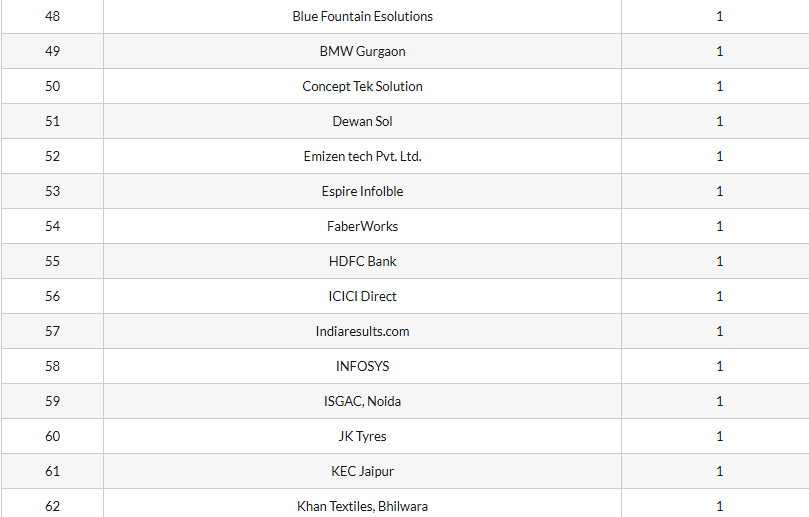 48 Blue Fountain Esolutions 1
49 BMW Gurgaon 1
50 Concept Tek Solution 1
51 Dewan Sol 1
52 Emizen tech Pvt. Ltd. 1
53 Espire Infolble 1
54 FaberWorks 1
55 HDFC Bank 1
56 ICICI Direct 1
57 Indiaresults.com 1
58 INFOSYS 1
59 ISGAC, Noida 1
60 JK Tyres 1
61 KEC Jaipur 1
62 Khan Textiles, Bhilwara 1